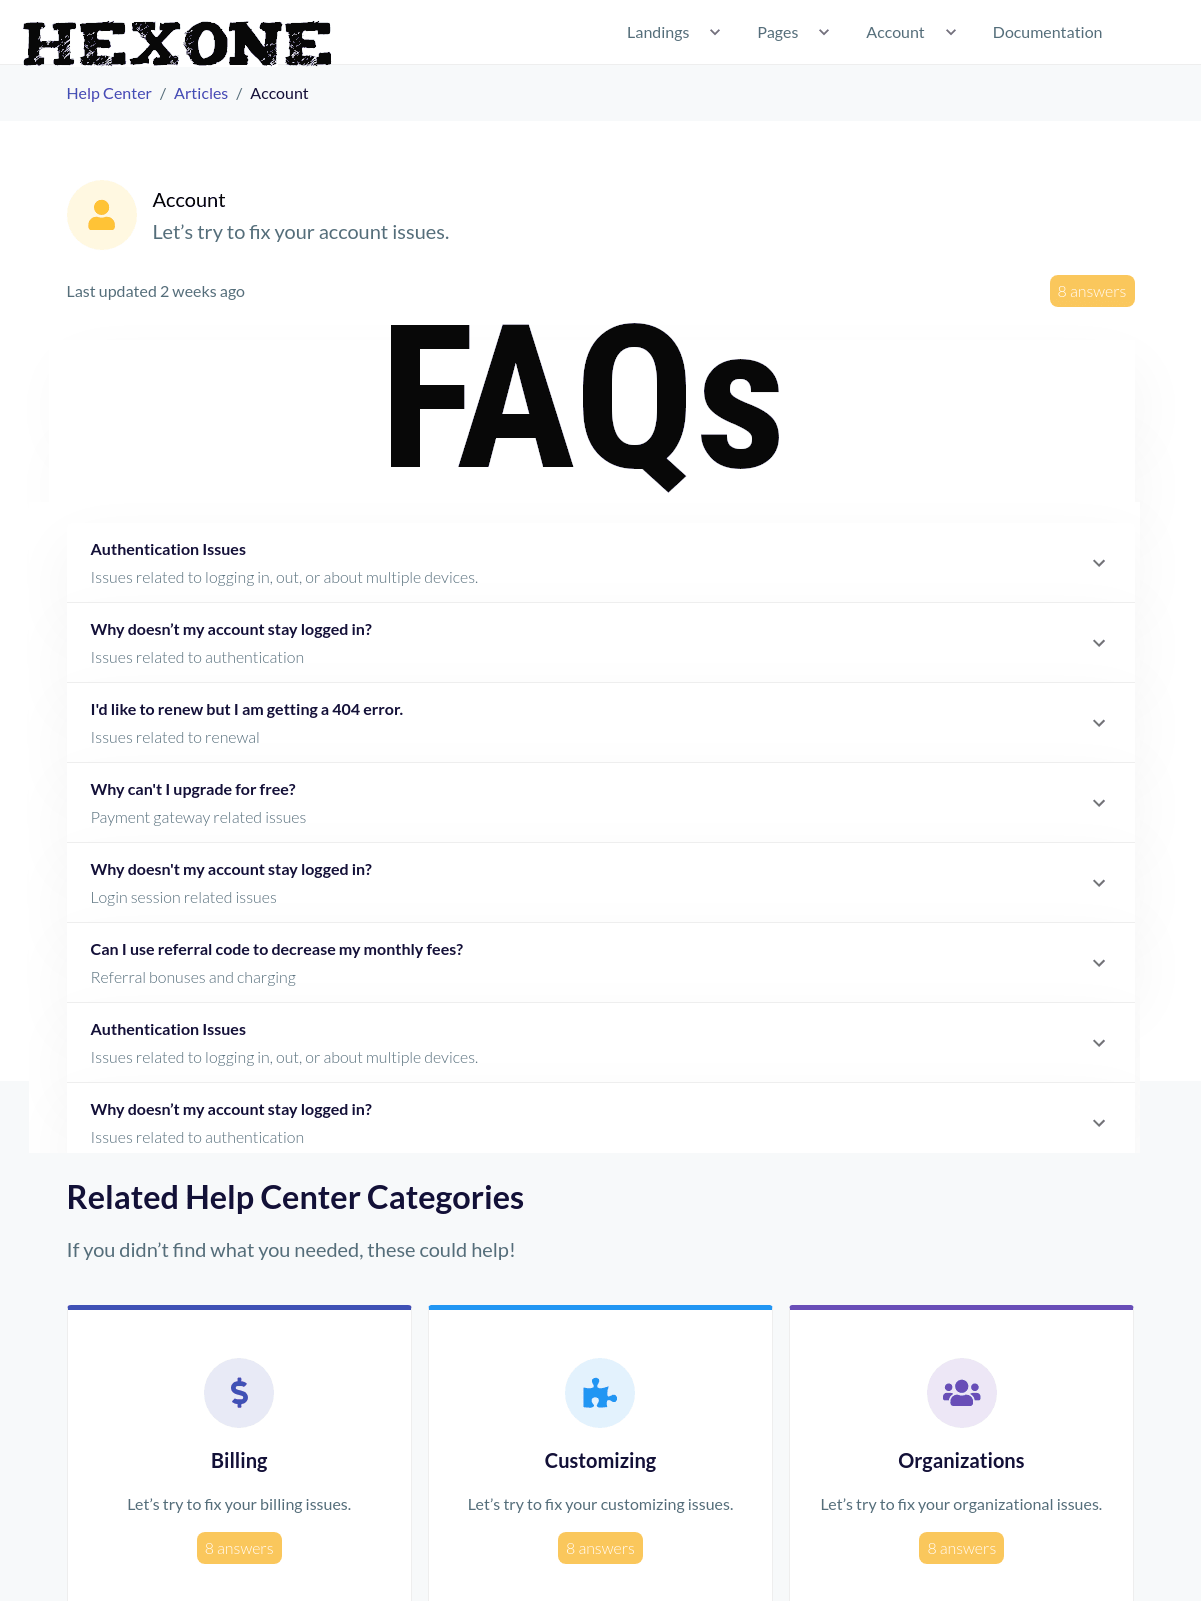 HEXONE
Landings Pages Account Documentation
Help Center / Articles / Account
Account
Let’s try to fix your account issues.
Last updated 2 weeks ago
8 answers
FAQs
Authentication Issues
Issues related to logging in, out, or about multiple devices.
Why doesn’t my account stay logged in?
Issues related to authentication
I'd like to renew but I am getting a 404 error.
Issues related to renewal
Why can't I upgrade for free?
Payment gateway related issues
Why doesn't my account stay logged in?
Login session related issues
Can I use referral code to decrease my monthly fees?
Referral bonuses and charging
Authentication Issues
Issues related to logging in, out, or about multiple devices.
Why doesn’t my account stay logged in?
Issues related to authentication
Related Help Center Categories
If you didn’t find what you needed, these could help!
Billing
Let’s try to fix your billing issues.
8 answers
Customizing
Let’s try to fix your customizing issues.
8 answers
Organizations
Let’s try to fix your organizational issues.
8 answers